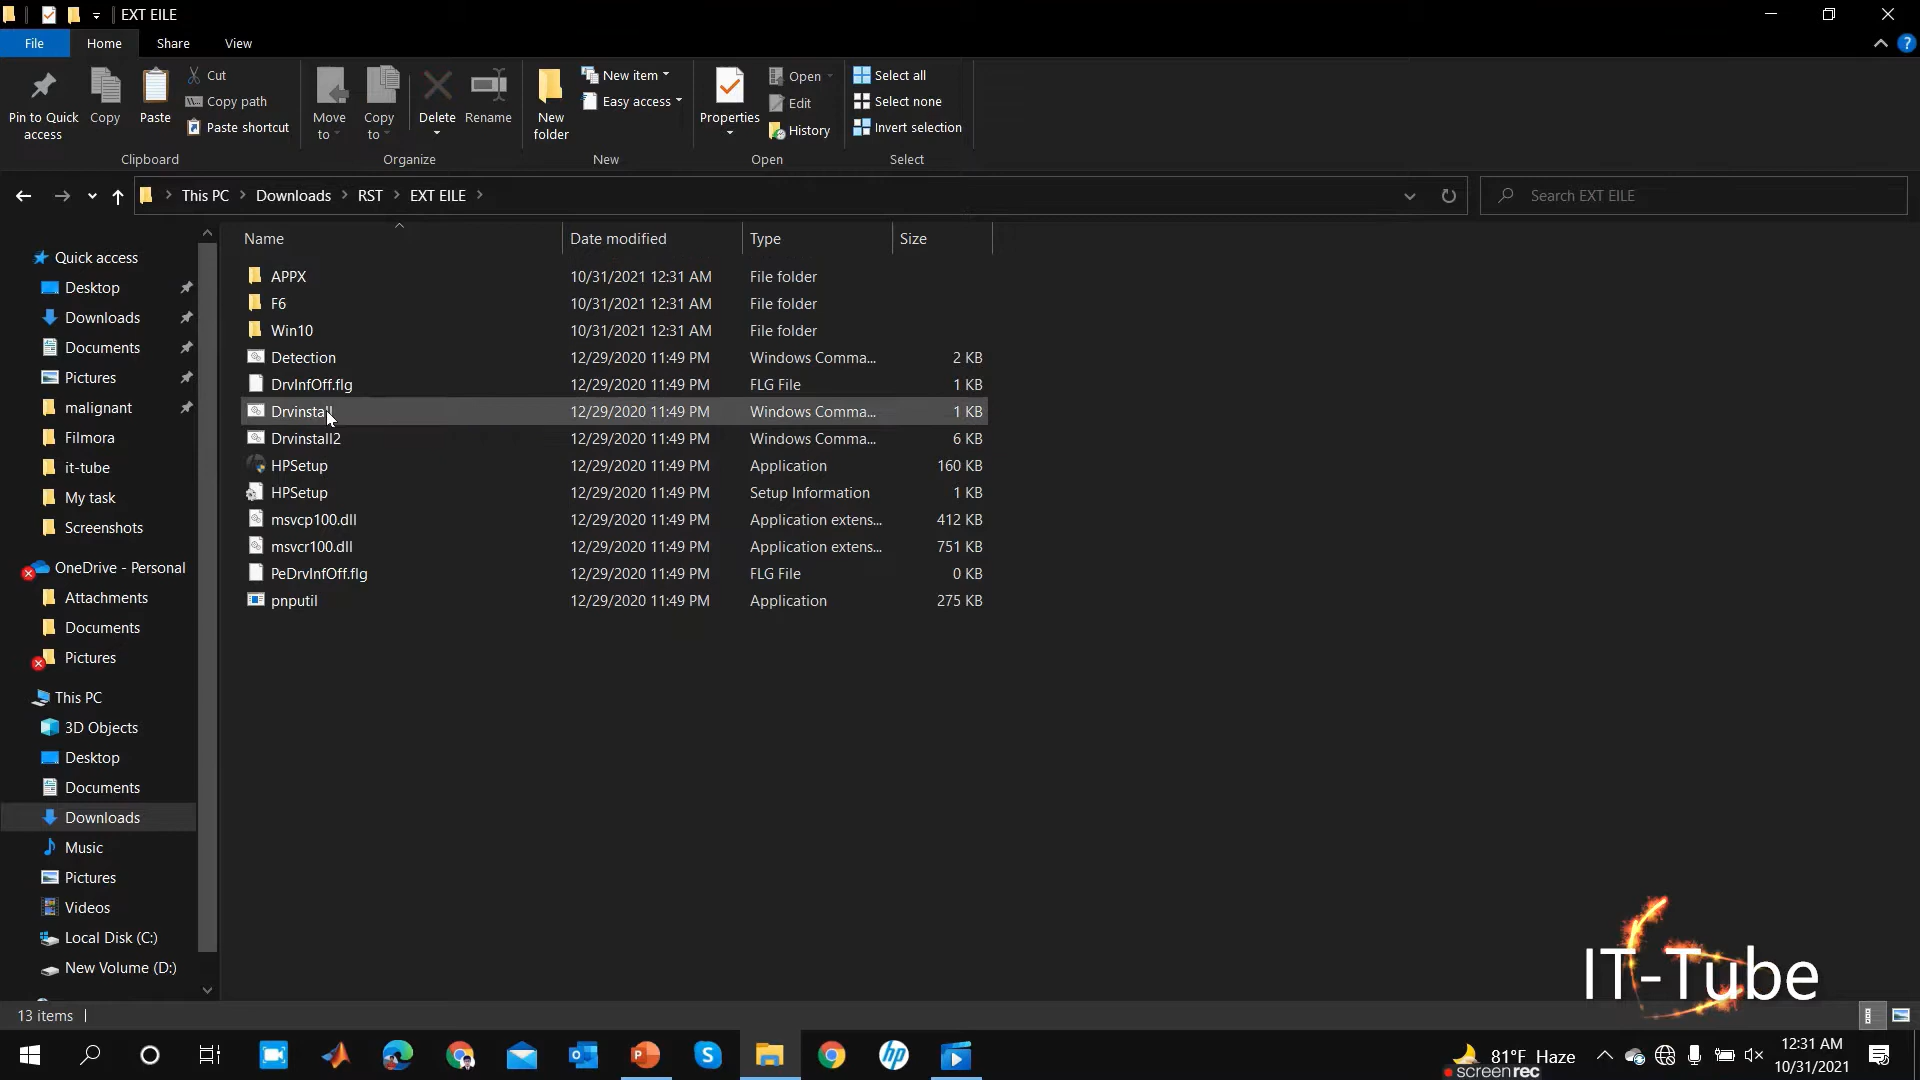 EXT EILE
File
Home
Share
View
Pin to Quick access
Copy
Paste
Cut
Copy path
Paste shortcut
Clipboard
Move to
Copy to
Delete
Rename
Organize
New folder
New item
Easy access
New
Properties
Open
Edit
History
Open
Select all
Select none
Invert selection
Select
This PC > Downloads > RST > EXT EILE >
Search EXT EILE
Name Date modified Type Size
APPX 10/31/2021 12:31 AM File folder
F6 10/31/2021 12:31 AM File folder
Win10 10/31/2021 12:31 AM File folder
Detection 12/29/2020 11:49 PM Windows Comma... 2 KB
DrvInfOff.flg 12/29/2020 11:49 PM FLG File 1 KB
Drvinstall 12/29/2020 11:49 PM Windows Comma... 1 KB
Drvinstall2 12/29/2020 11:49 PM Windows Comma... 6 KB
HPSetup 12/29/2020 11:49 PM Application 160 KB
HPSetup 12/29/2020 11:49 PM Setup Information 1 KB
msvcp100.dll 12/29/2020 11:49 PM Application extens... 412 KB
msvcr100.dll 12/29/2020 11:49 PM Application extens... 751 KB
PeDrvInfOff.flg 12/29/2020 11:49 PM FLG File 0 KB
pnputil 12/29/2020 11:49 PM Application 275 KB
Quick access
Desktop
Downloads
Documents
Pictures
malignant
Filmora
it-tube
My task
Screenshots
OneDrive - Personal
Attachments
Documents
Pictures
This PC
3D Objects
Desktop
Documents
Downloads
Music
Pictures
Videos
Local Disk (C:)
New Volume (D:)
IT-Tube
13 items
81°F Haze
screenrec
12:31 AM
10/31/2021